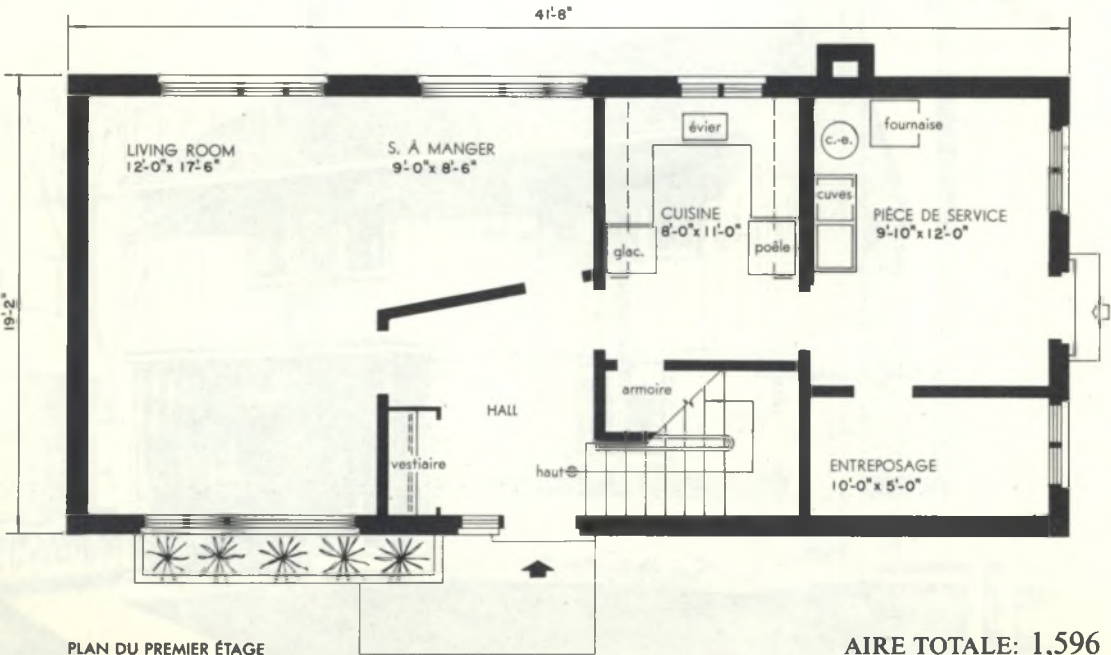 41'-8"
19'-2"
LIVING ROOM
12'-0" x 17'-6"
S. À MANGER
9'-0" x 8'-6"
évier
c.-e.
fournaise
cuves
CUISINE
8'-0" x 11'-0"
glac.
poêle
PIÈCE DE SERVICE
9'-10" x 12'-0"
armoire
HALL
vestiaire
haut
ENTREPOSAGE
10'-0" x 5'-0"
PLAN DU PREMIER ÉTAGE
AIRE TOTALE: 1,596